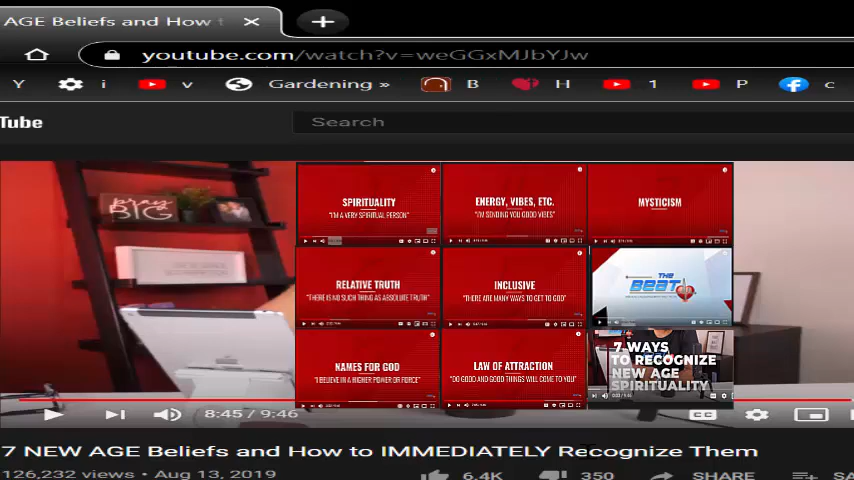 AGE Beliefs and How t
youtube.com/watch?v=weGGxMJbYJw
Y i v Gardening » B H 1 P c
Tube Search
pray BIG
SPIRITUALITY
"I'M A VERY SPIRITUAL PERSON"
ENERGY, VIBES, ETC.
"I'M SENDING YOU GOOD VIBES"
MYSTICISM
RELATIVE TRUTH
"THERE IS NO SUCH THING AS ABSOLUTE TRUTH"
INCLUSIVE
"THERE ARE MANY WAYS TO GET TO GOD"
THE BEAT
NAMES FOR GOD
"I BELIEVE IN A HIGHER POWER OR FORCE"
LAW OF ATTRACTION
"DO GOOD AND GOOD THINGS WILL COME TO YOU"
7 WAYS
TO RECOGNIZE
NEW AGE
SPIRITUALITY
8:45 / 9:46 CC
7 NEW AGE Beliefs and How to IMMEDIATELY Recognize Them
126,232 views • Aug 13, 2019 6.4K 350 SHARE SA